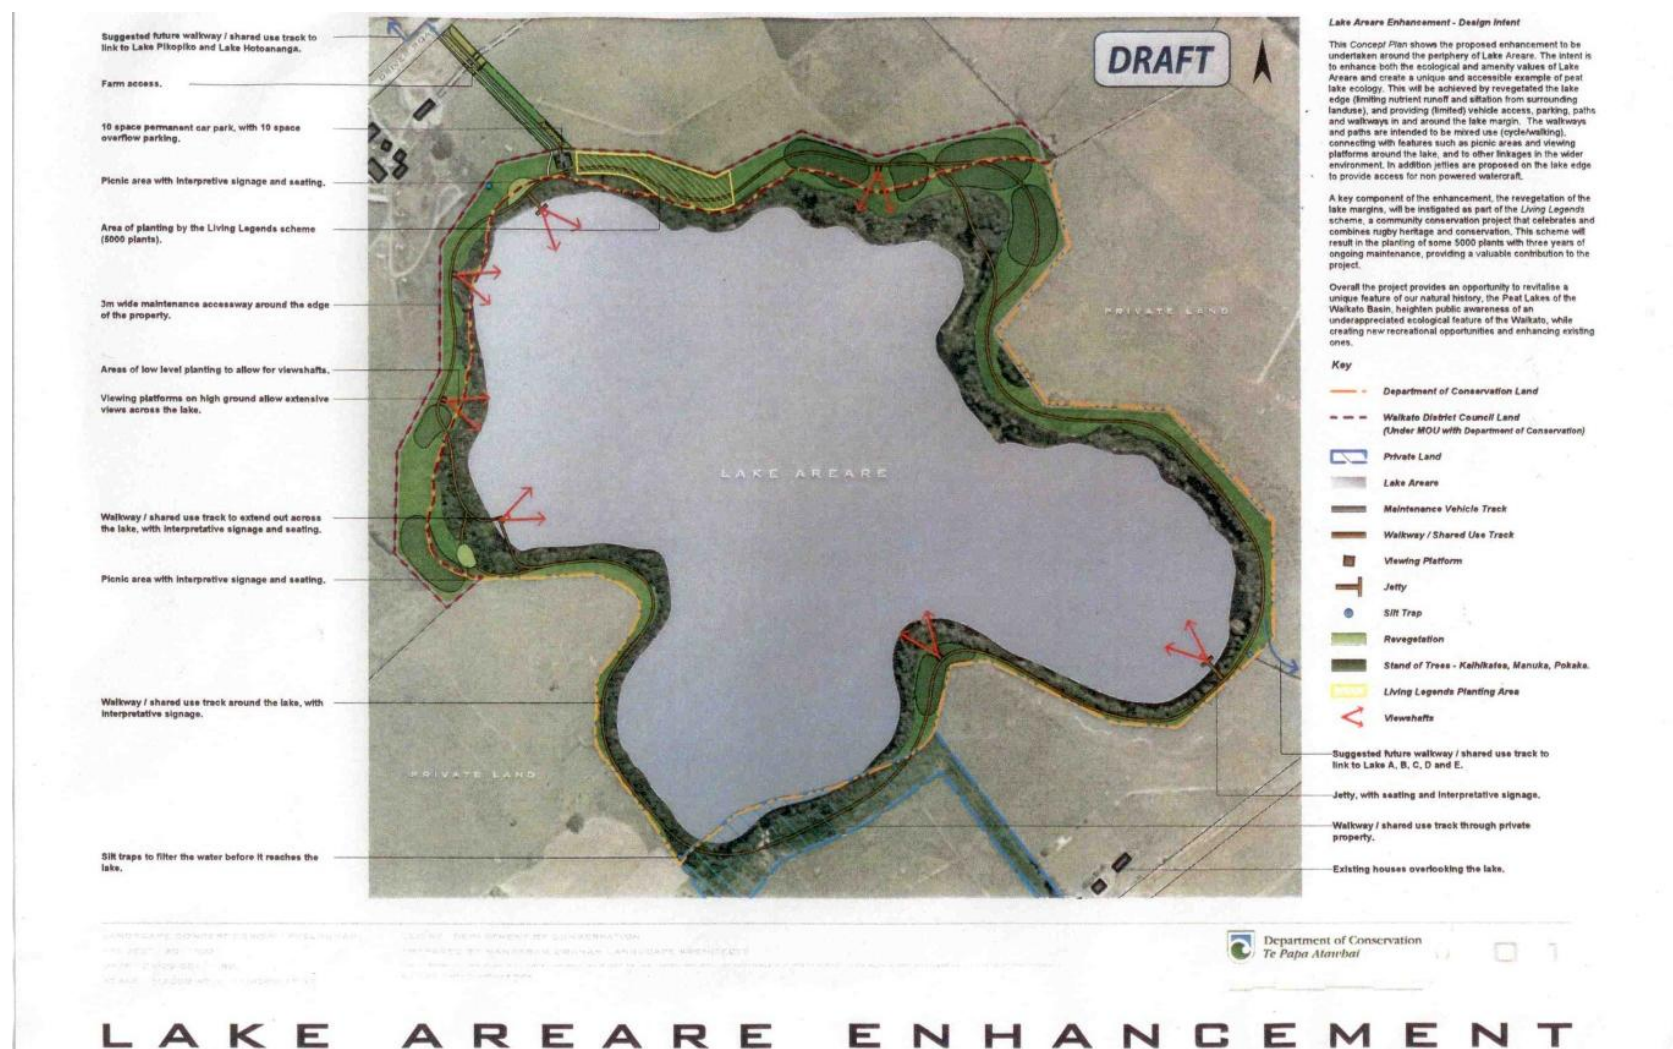 Suggested future walkway / shared use track to
link to Lake Pikopiko and Lake Hotoananga.
Farm access.
10 space permanent car park, with 10 space
overflow parking.
Picnic area with interpretive signage and seating.
Area of planting by the Living Legends scheme
(5000 plants).
3m wide maintenance accessway around the edge
of the property.
Areas of low level planting to allow for viewshafts.
Viewing platforms on high ground allow extensive
views across the lake.
Walkway / shared use track to extend out across
the lake, with interpretative signage and seating.
Picnic area with interpretive signage and seating.
Walkway / shared use track around the lake, with
interpretative signage.
Silt traps to filter the water before it reaches the
lake.
DRAFT
PRIVATE LAND
LAKE AREARE
PRIVATE LAND
Lake Areare Enhancement - Design Intent
This Concept Plan shows the proposed enhancement to be
undertaken around the periphery of Lake Areare. The intent is
to enhance both the ecological and amenity values of Lake
Areare and create a unique and accessible example of peat
lake ecology. This will be achieved by revegetated the lake
edge (limiting nutrient runoff and siltation from surrounding
landuse), and providing (limited) vehicle access, parking, paths
and walkways in and around the lake margin. The walkways
and paths are intended to be mixed use (cycle/walking),
connecting with features such as picnic areas and viewing
platforms around the lake, and to other linkages in the wider
environment. In addition jetties are proposed on the lake edge
to provide access for non powered watercraft.
A key component of the enhancement, the revegetation of the
lake margins, will be instigated as part of the Living Legends
scheme, a community conservation project that celebrates and
combines rugby heritage and conservation. This scheme will
result in the planting of some 5000 plants with three years of
ongoing maintenance, providing a valuable contribution to the
project.
Overall the project provides an opportunity to revitalise a
unique feature of our natural history, the Peat Lakes of the
Waikato Basin, heighten public awareness of an
underappreciated ecological feature of the Waikato, while
creating new recreational opportunities and enhancing existing
ones.
Key
Department of Conservation Land
Waikato District Council Land
(Under MOU with Department of Conservation)
Private Land
Lake Areare
Maintenance Vehicle Track
Walkway / Shared Use Track
Viewing Platform
Jetty
Silt Trap
Revegetation
Stand of Trees - Kaihikatea, Manuka, Pokaka.
Living Legends Planting Area
Viewshafts
Suggested future walkway / shared use track to
link to Lake A, B, C, D and E.
Jetty, with seating and interpretative signage.
Walkway / shared use track through private
property.
Existing houses overlooking the lake.
Department of Conservation
Te Papa Atawhai
LAKE AREARE ENHANCEMENT